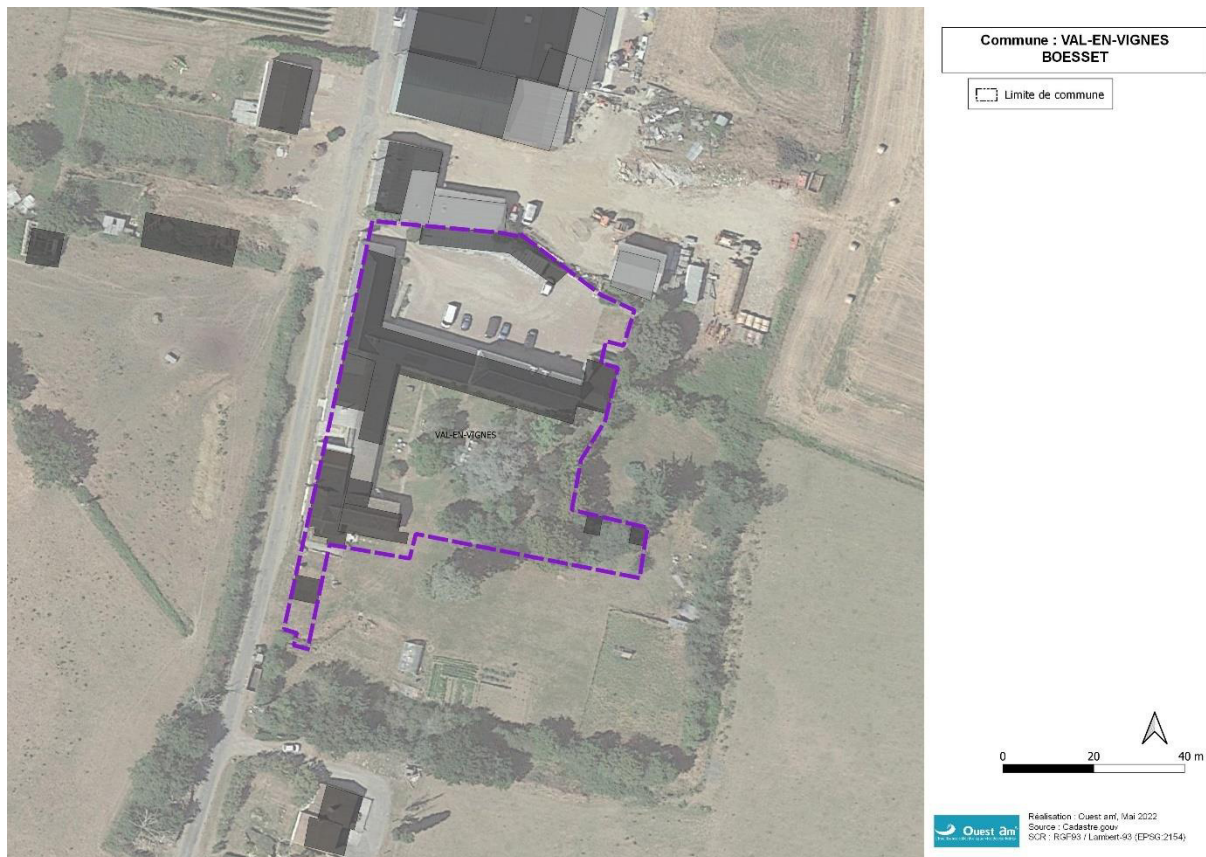 Commune : VAL-EN-VIGNES
BOESSET
Limite de commune
VAL-EN-VIGNES
0 20 40 m
Ouest am'
Réalisation : Ouest am', Mai 2022
Source : Cadastre.gouv
SCR : RGF93 / Lambert-93 (EPSG:2154)